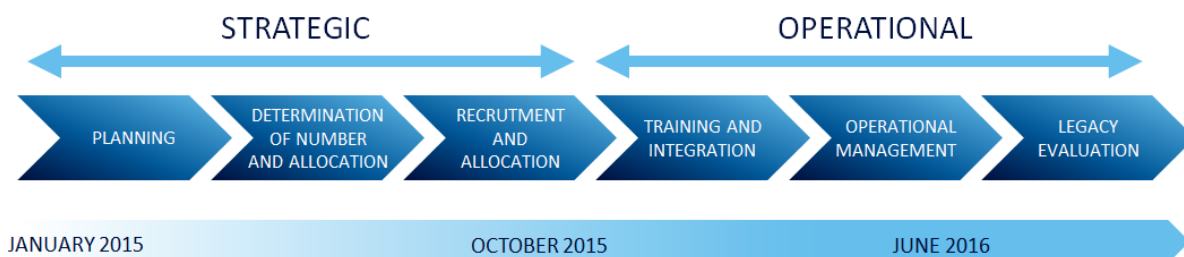 STRATEGIC
OPERATIONAL
PLANNING
DETERMINATION
OF NUMBER
AND ALLOCATION
RECRUTMENT
AND
ALLOCATION
TRAINING AND
INTEGRATION
OPERATIONAL
MANAGEMENT
LEGACY
EVALUATION
JANUARY 2015
OCTOBER 2015
JUNE 2016